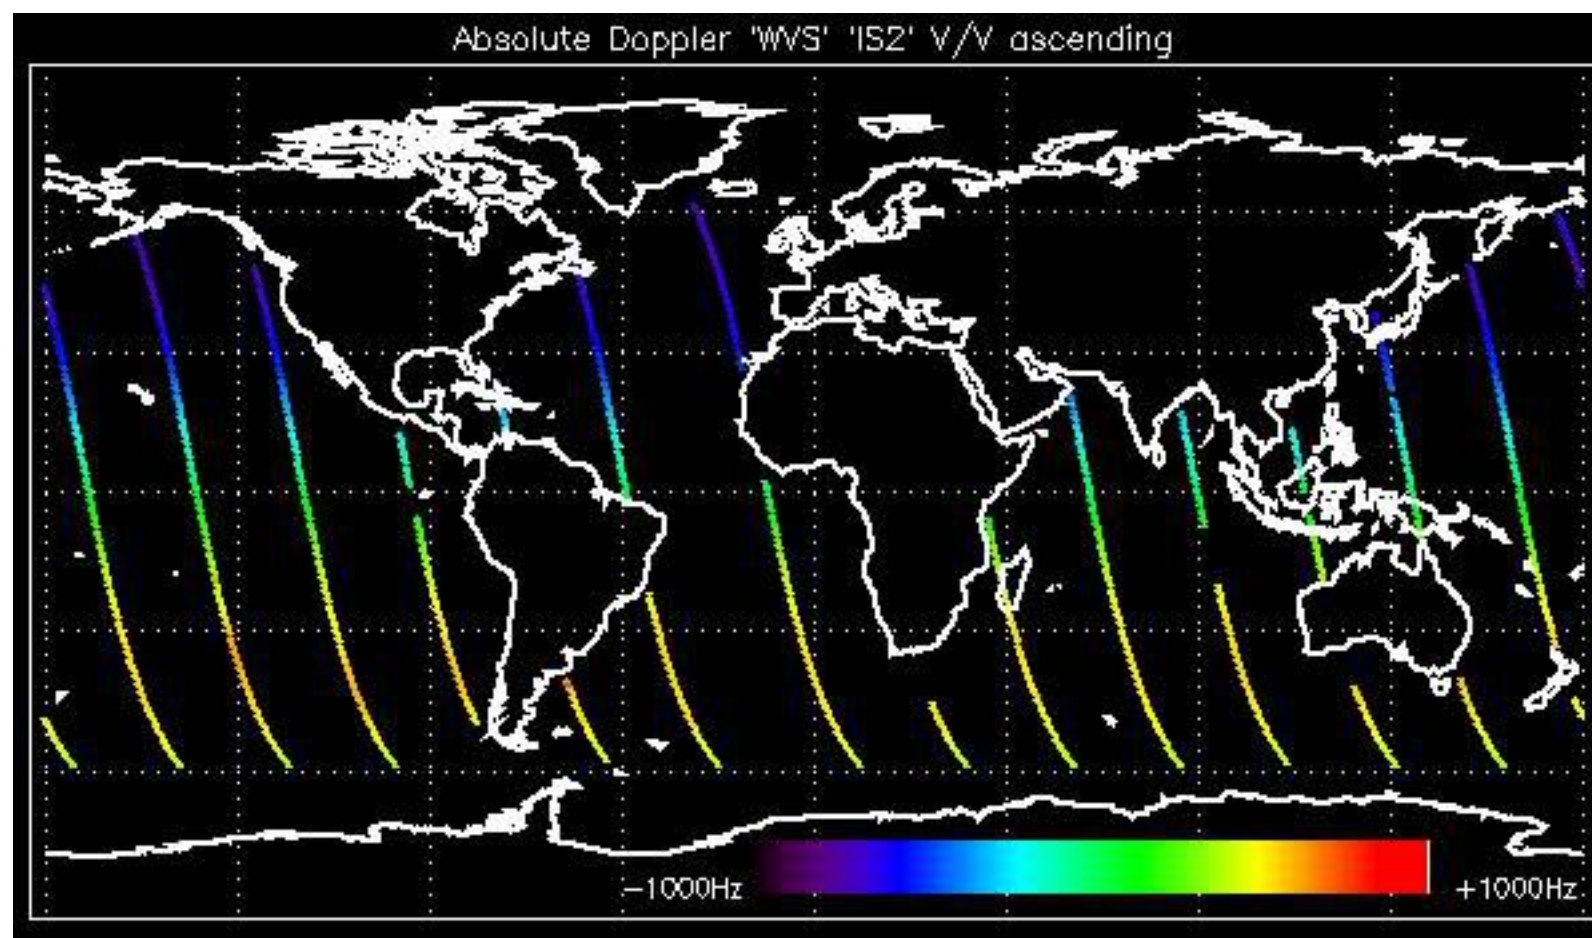 Absolute Doppler 'WVS' 'IS2' V/V ascending
-1000Hz +1000Hz